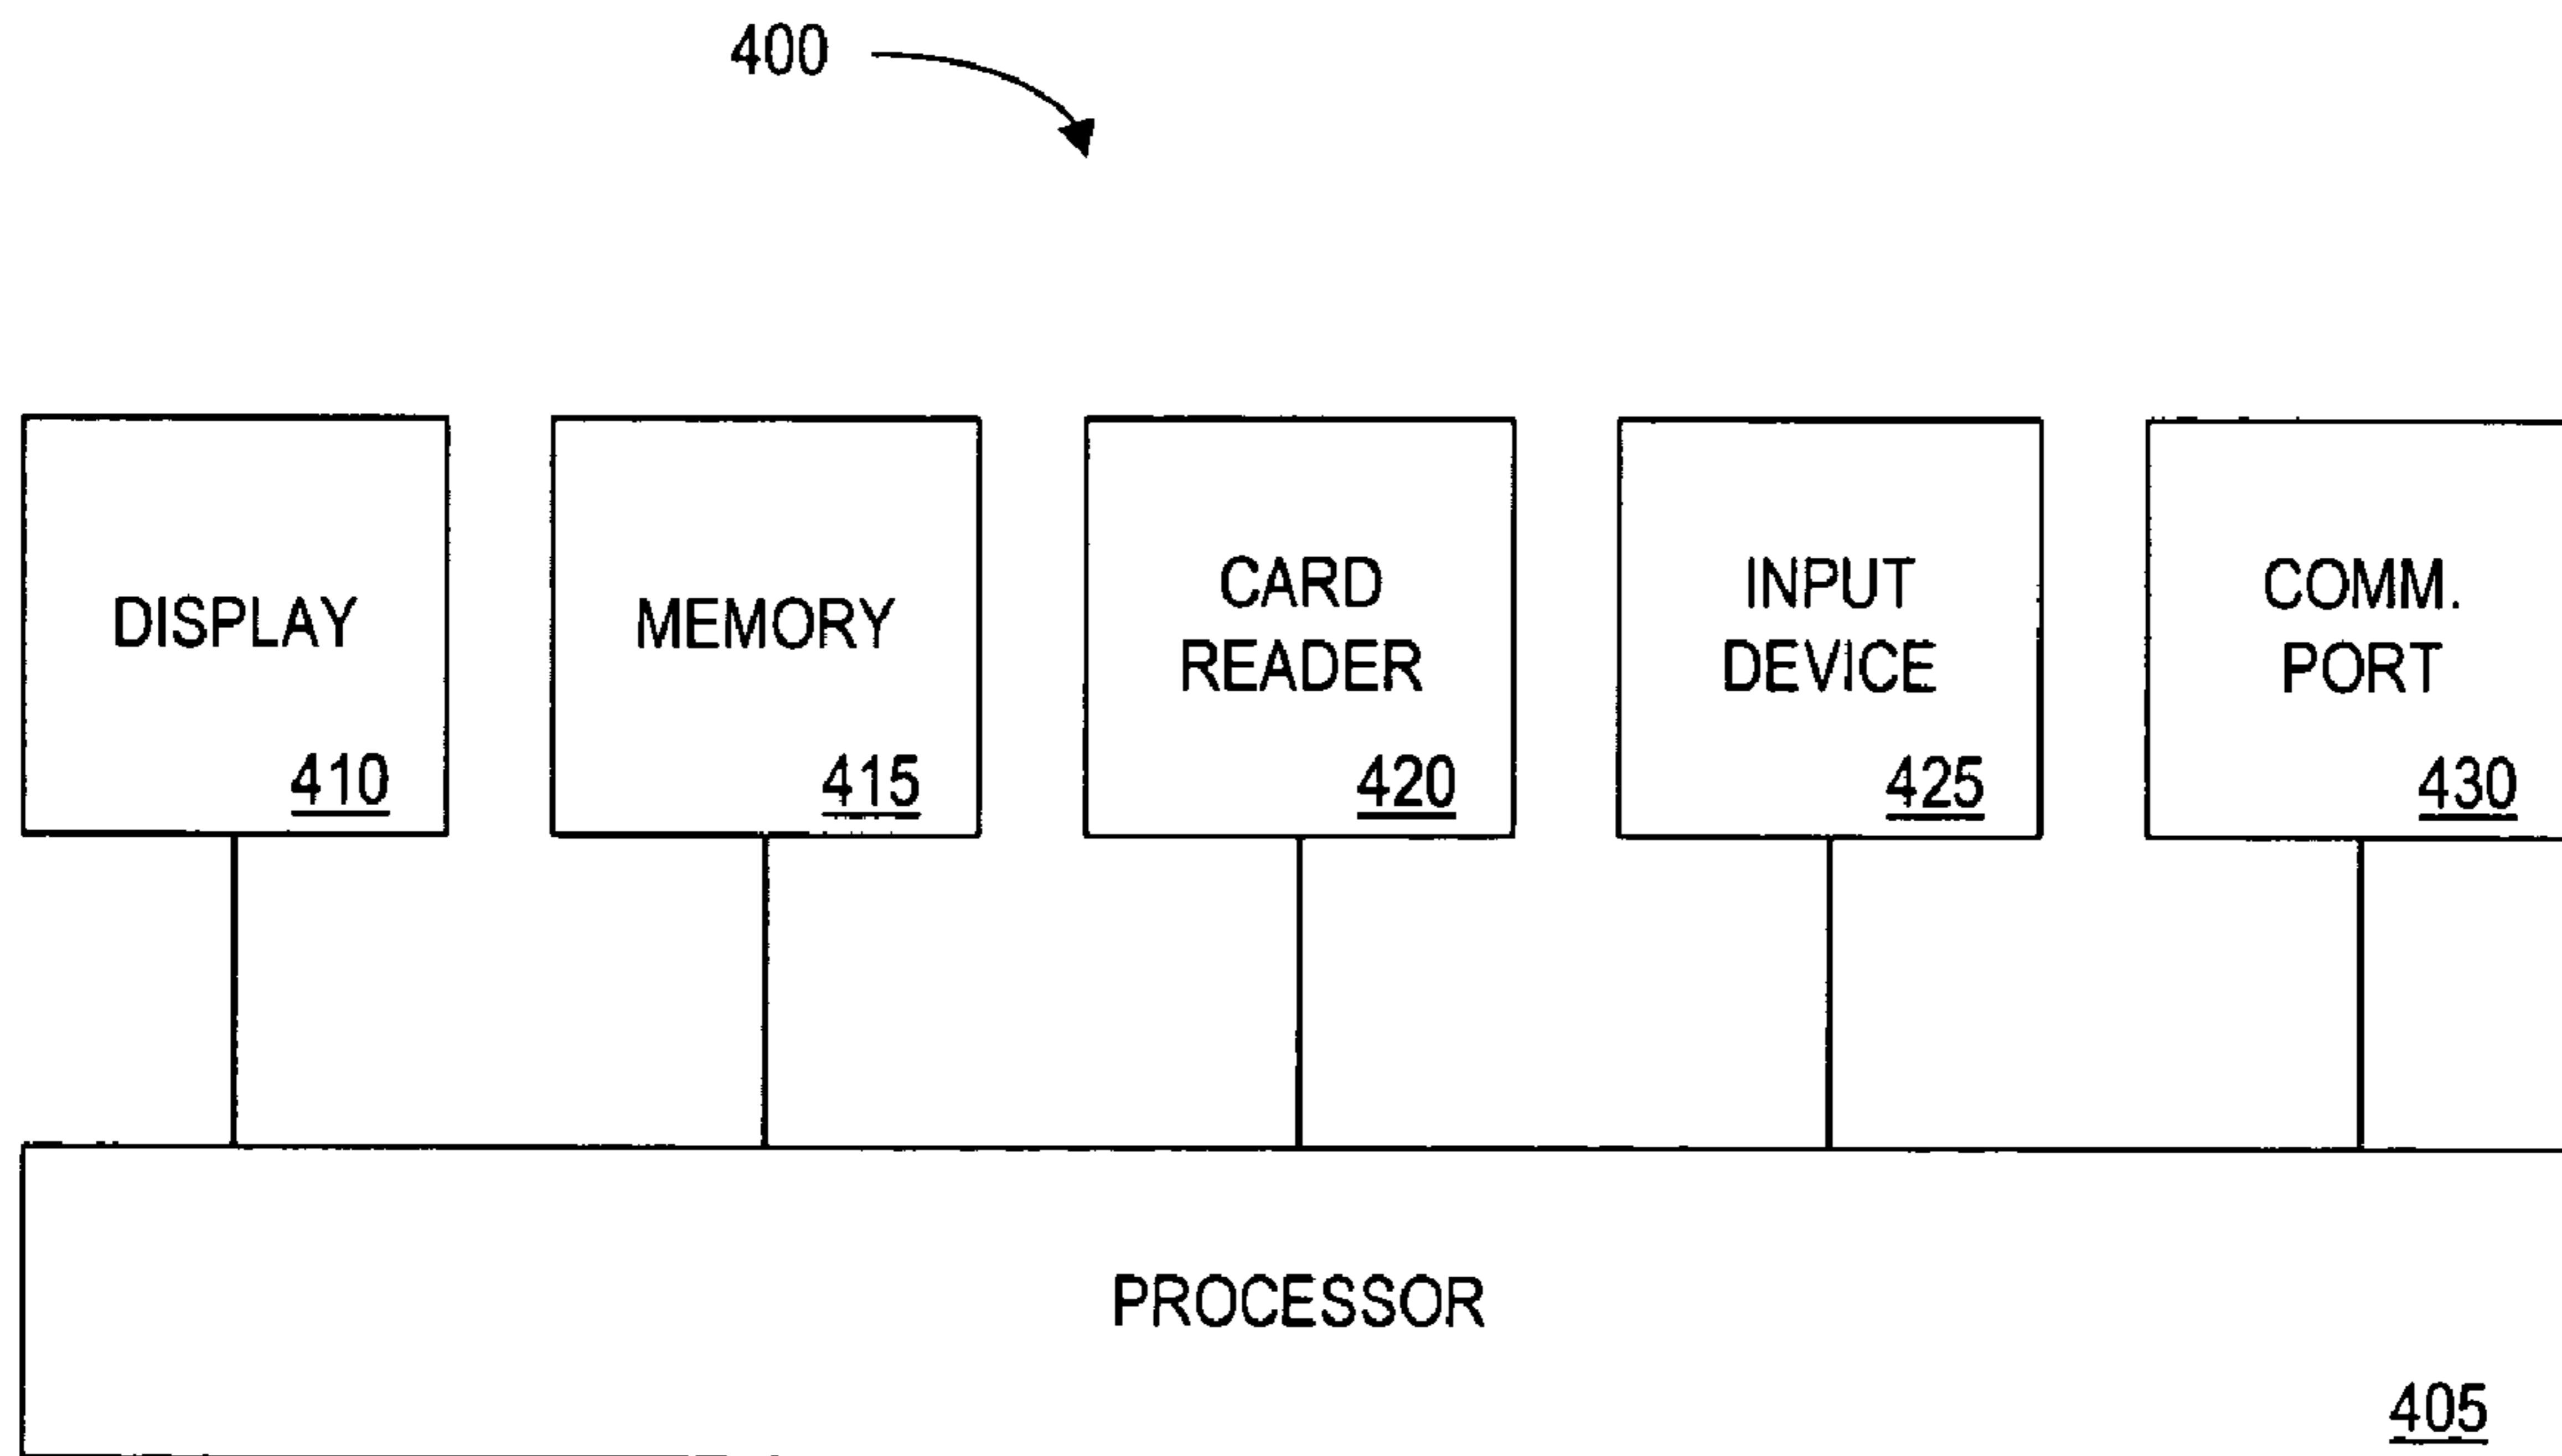 400
DISPLAY
410
MEMORY
415
CARD
READER
420
INPUT
DEVICE
425
COMM.
PORT
430
PROCESSOR
405